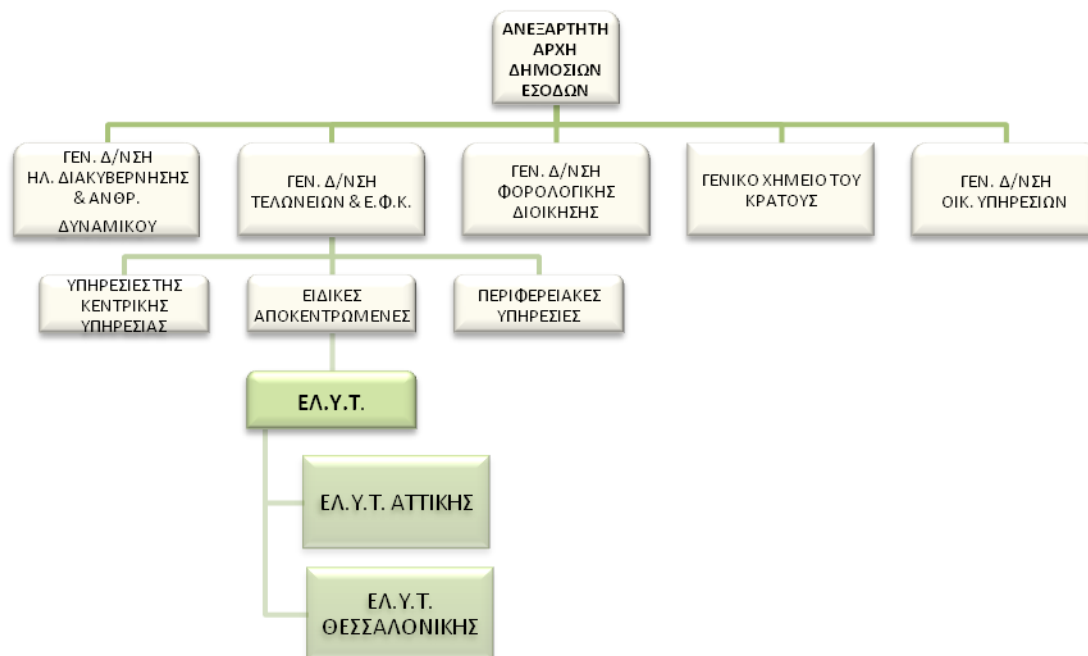 ΑΝΕΞΑΡΤΗΤΗ
ΑΡΧΗ
ΔΗΜΟΣΙΩΝ
ΕΣΟΔΩΝ
ΓΕΝ. Δ/ΝΣΗ
ΗΛ. ΔΙΑΚΥΒΕΡΝΗΣΗΣ
& ΑΝΘΡ.
ΔΥΝΑΜΙΚΟΥ
ΓΕΝ. Δ/ΝΣΗ
ΤΕΛΩΝΕΙΩΝ & Ε.Φ.Κ.
ΓΕΝ. Δ/ΝΣΗ
ΦΟΡΟΛΟΓΙΚΗΣ
ΔΙΟΙΚΗΣΗΣ
ΓΕΝΙΚΟ ΧΗΜΕΙΟ ΤΟΥ
ΚΡΑΤΟΥΣ
ΓΕΝ. Δ/ΝΣΗ
ΟΙΚ. ΥΠΗΡΕΣΙΩΝ
ΥΠΗΡΕΣΙΕΣ ΤΗΣ
ΚΕΝΤΡΙΚΗΣ
ΥΠΗΡΕΣΙΑΣ
ΕΙΔΙΚΕΣ
ΑΠΟΚΕΝΤΡΩΜΕΝΕΣ
ΠΕΡΙΦΕΡΕΙΑΚΕΣ
ΥΠΗΡΕΣΙΕΣ
ΕΛ.Υ.Τ.
ΕΛ.Υ.Τ. ΑΤΤΙΚΗΣ
ΕΛ.Υ.Τ.
ΘΕΣΣΑΛΟΝΙΚΗΣ